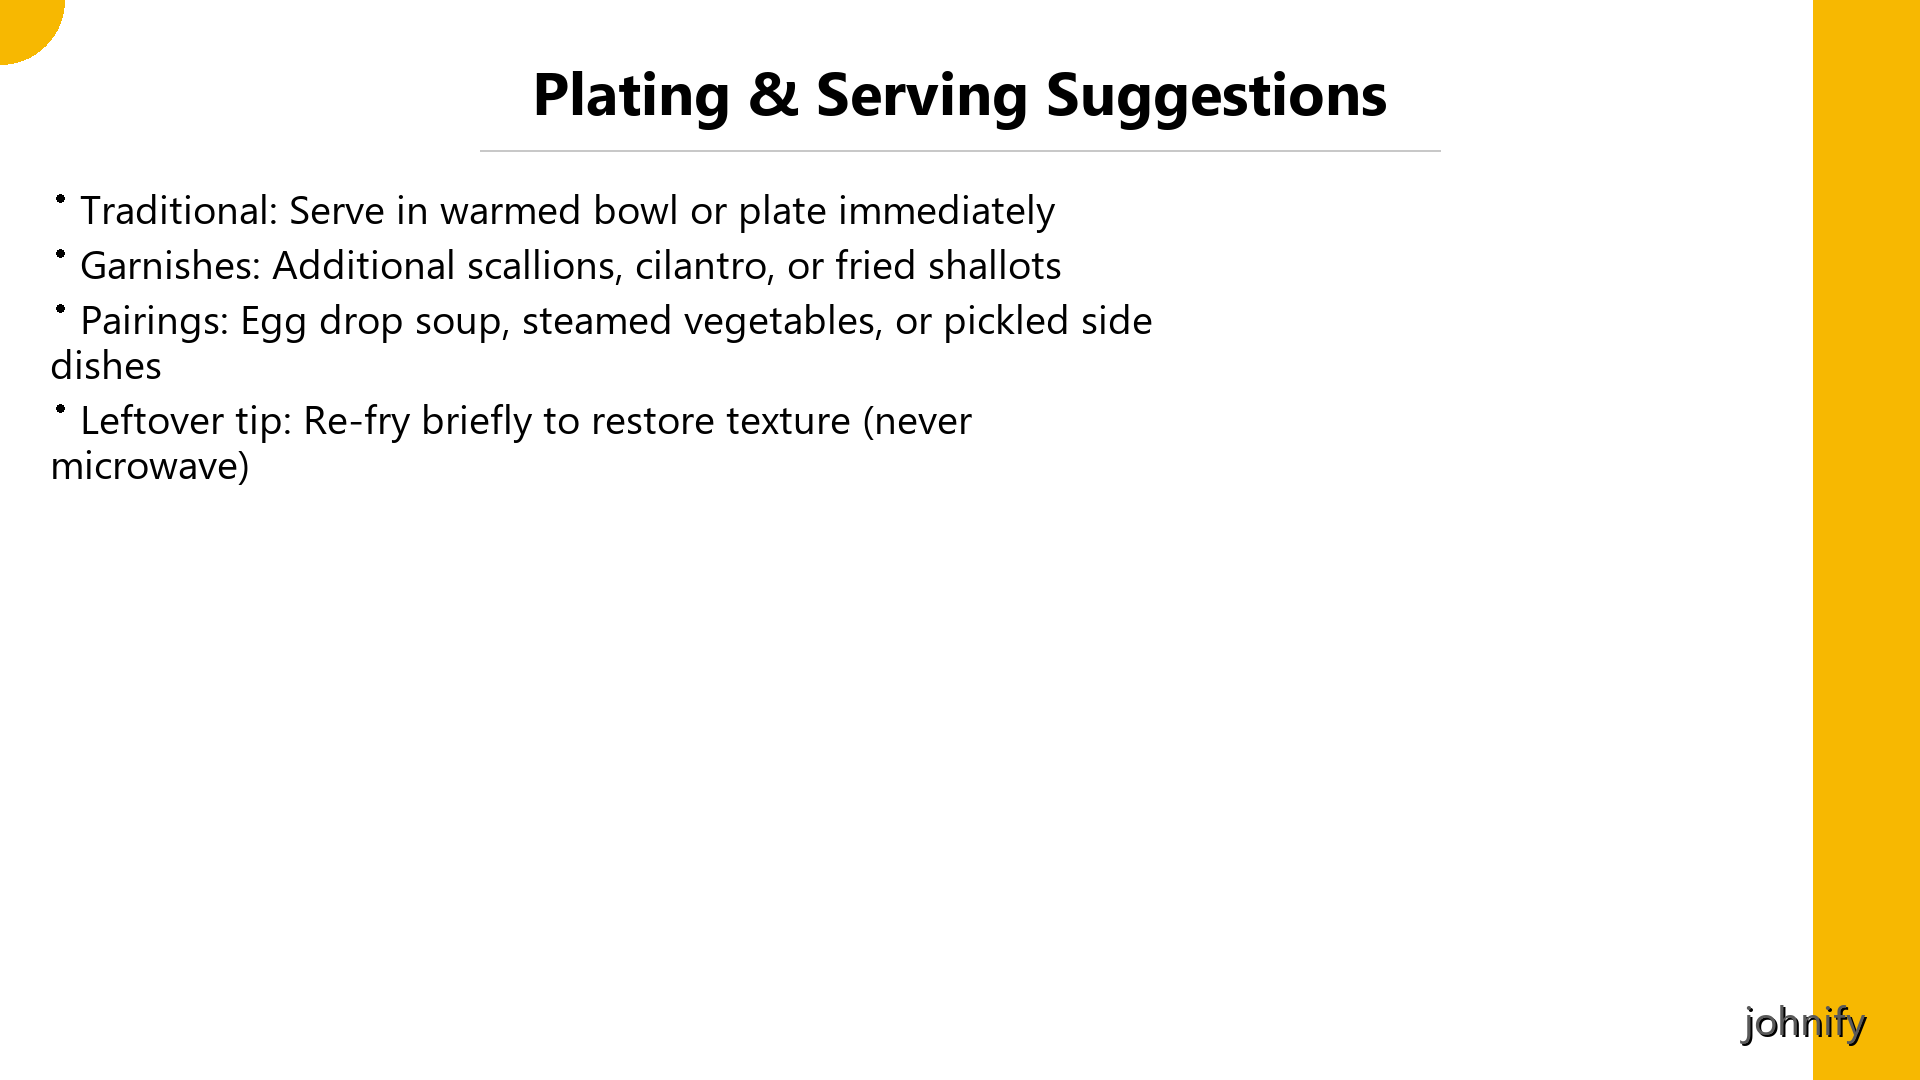 Plating & Serving Suggestions
• Traditional: Serve in warmed bowl or plate immediately
• Garnishes: Additional scallions, cilantro, or fried shallots
• Pairings: Egg drop soup, steamed vegetables, or pickled side
dishes
• Leftover tip: Re-fry briefly to restore texture (never
microwave)
johnify